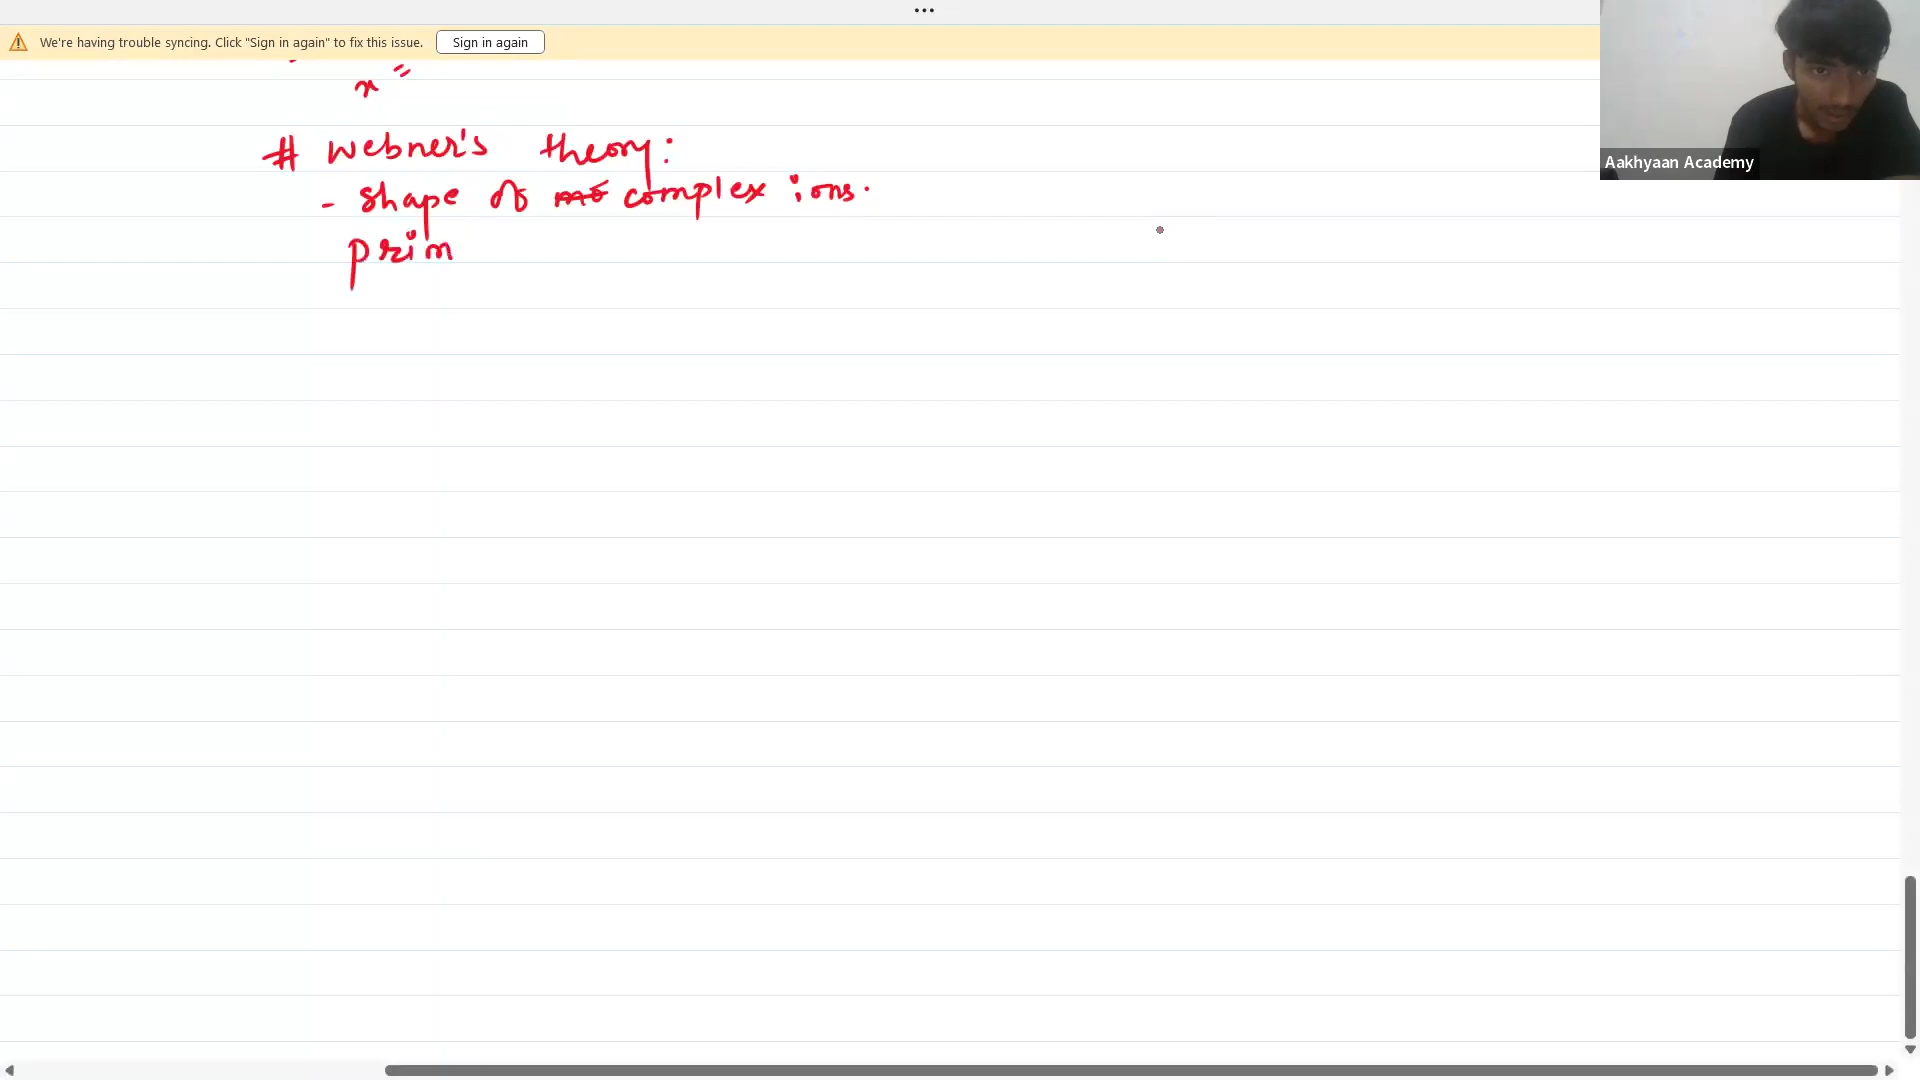 ...
We're having trouble syncing. Click "Sign in again" to fix this issue. Sign in again
Aakhyaan Academy
x =
# Webner's theory:
- shape of complex ions.
prim